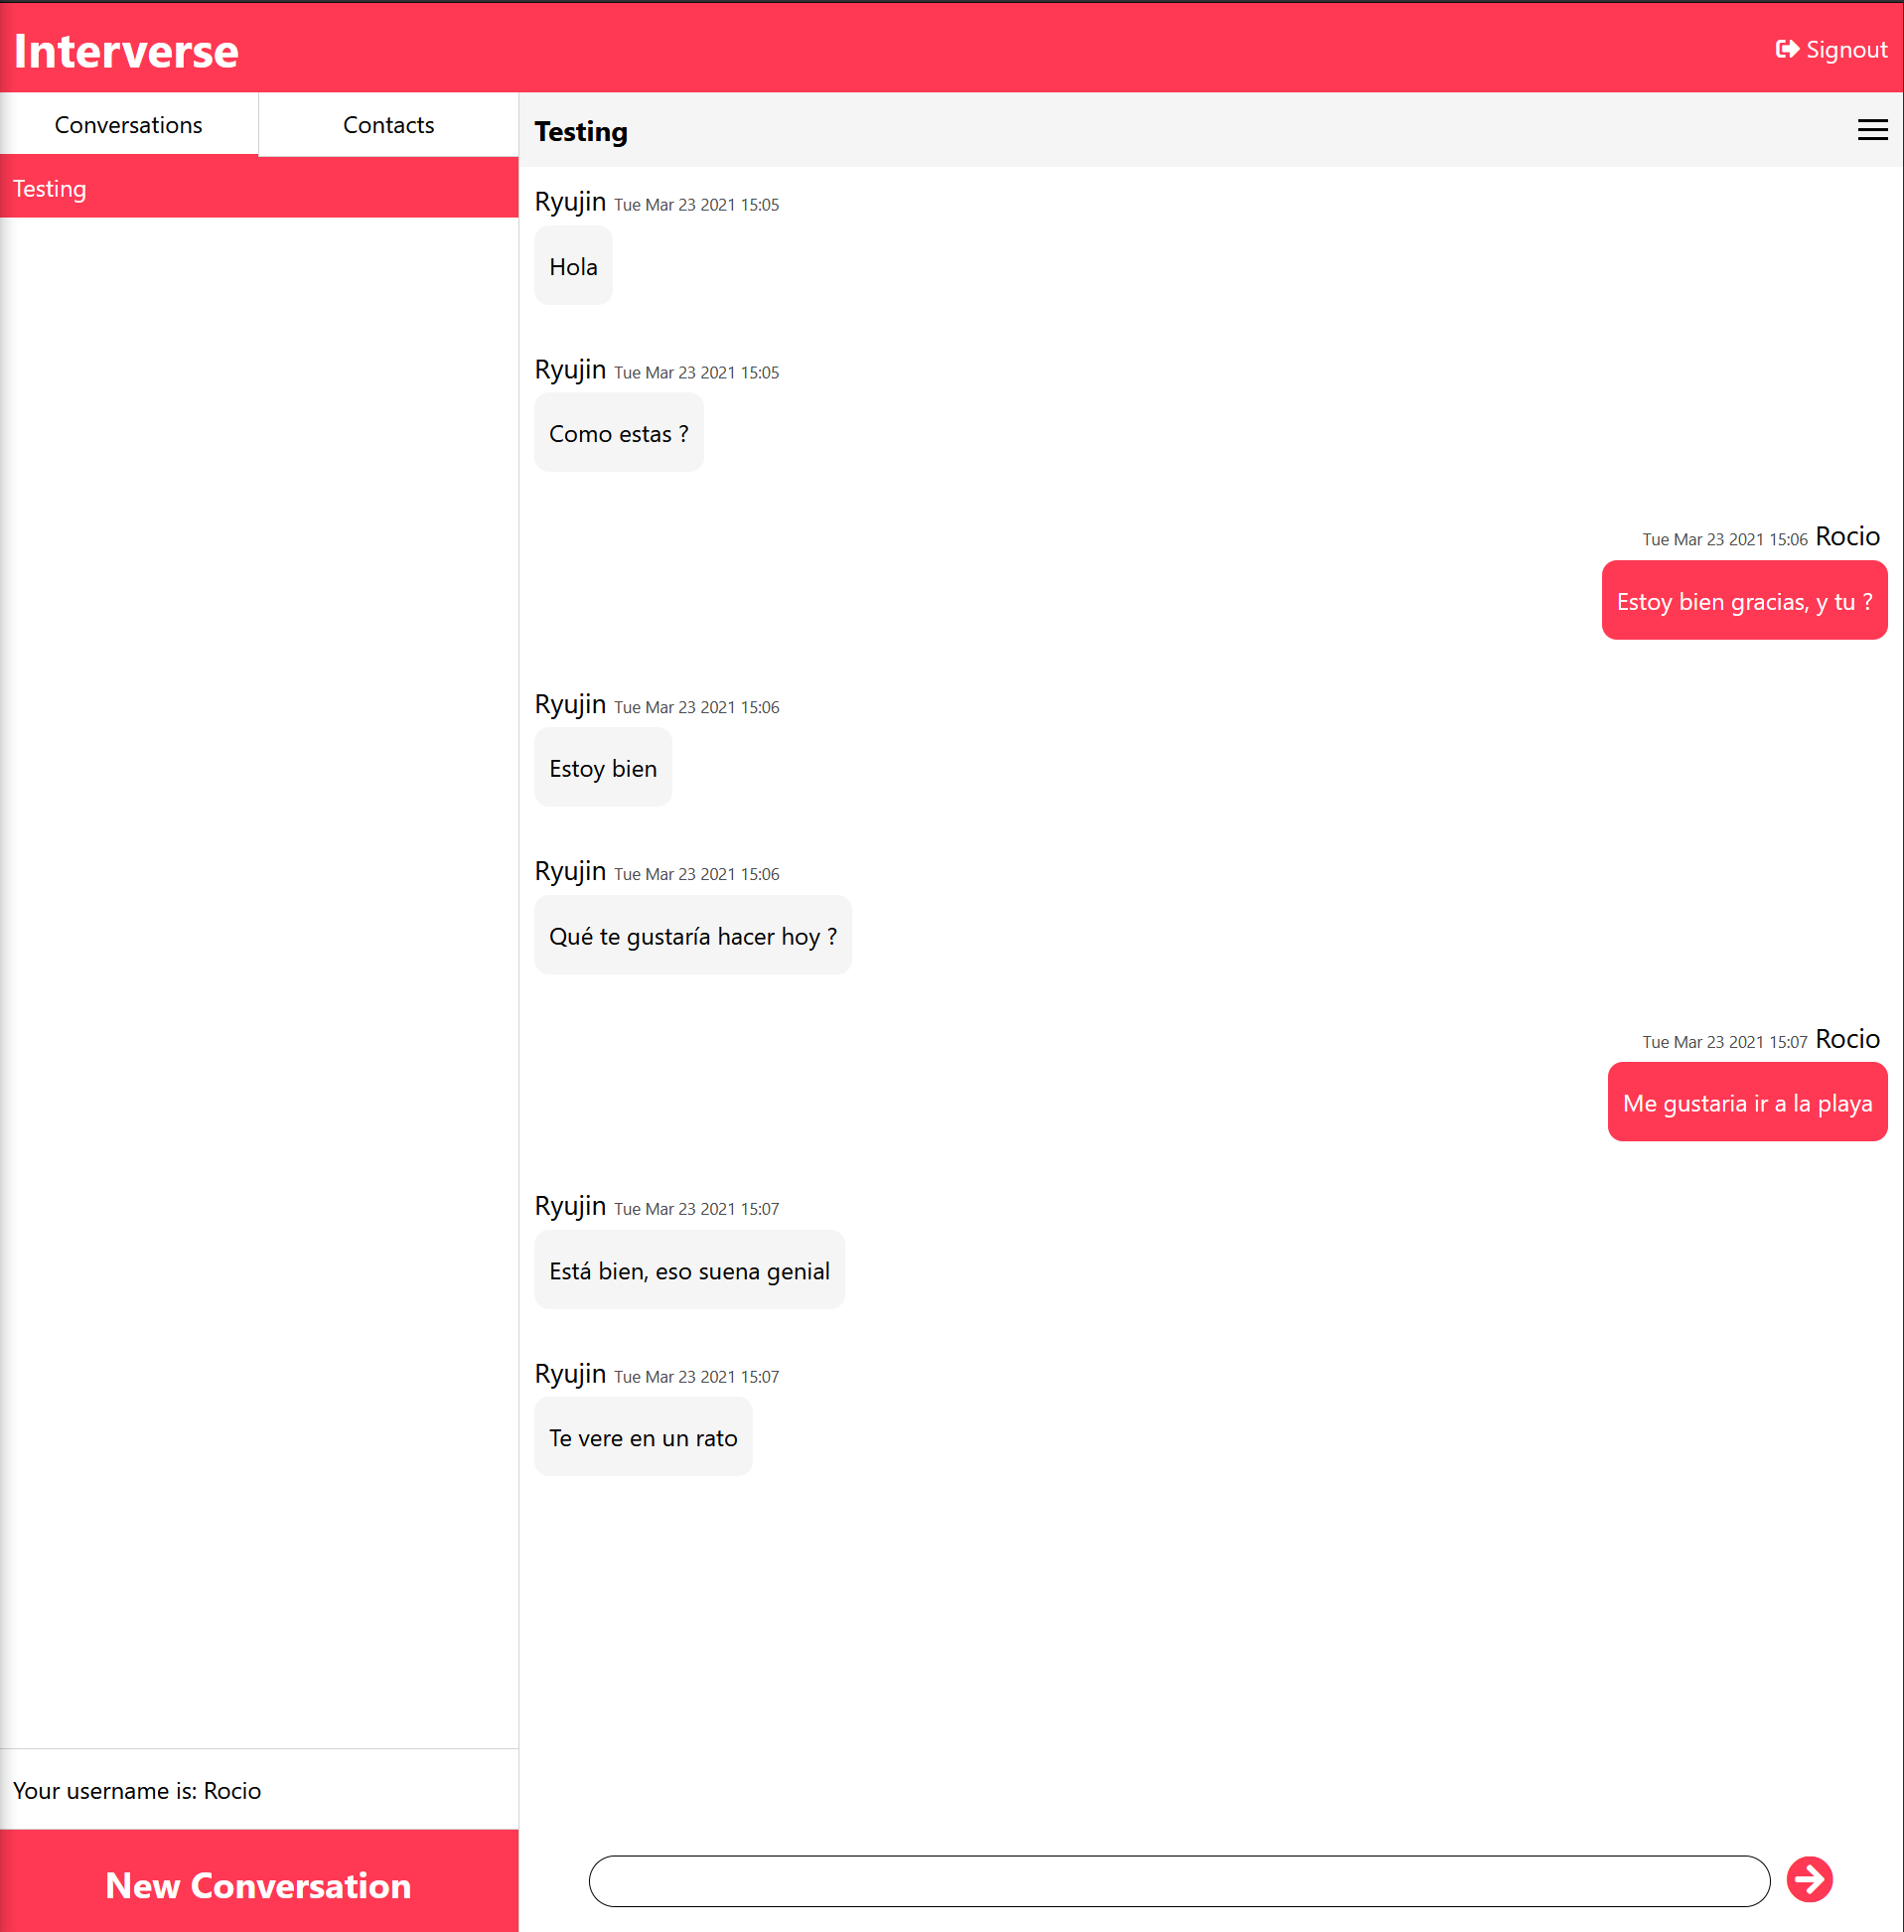 Interverse
Signout
Conversations
Contacts
Testing
Testing
Ryujin Tue Mar 23 2021 15:05
Hola
Ryujin Tue Mar 23 2021 15:05
Como estas ?
Tue Mar 23 2021 15:06 Rocio
Estoy bien gracias, y tu ?
Ryujin Tue Mar 23 2021 15:06
Estoy bien
Ryujin Tue Mar 23 2021 15:06
Qué te gustaría hacer hoy ?
Tue Mar 23 2021 15:07 Rocio
Me gustaria ir a la playa
Ryujin Tue Mar 23 2021 15:07
Está bien, eso suena genial
Ryujin Tue Mar 23 2021 15:07
Te vere en un rato
Your username is: Rocio
New Conversation